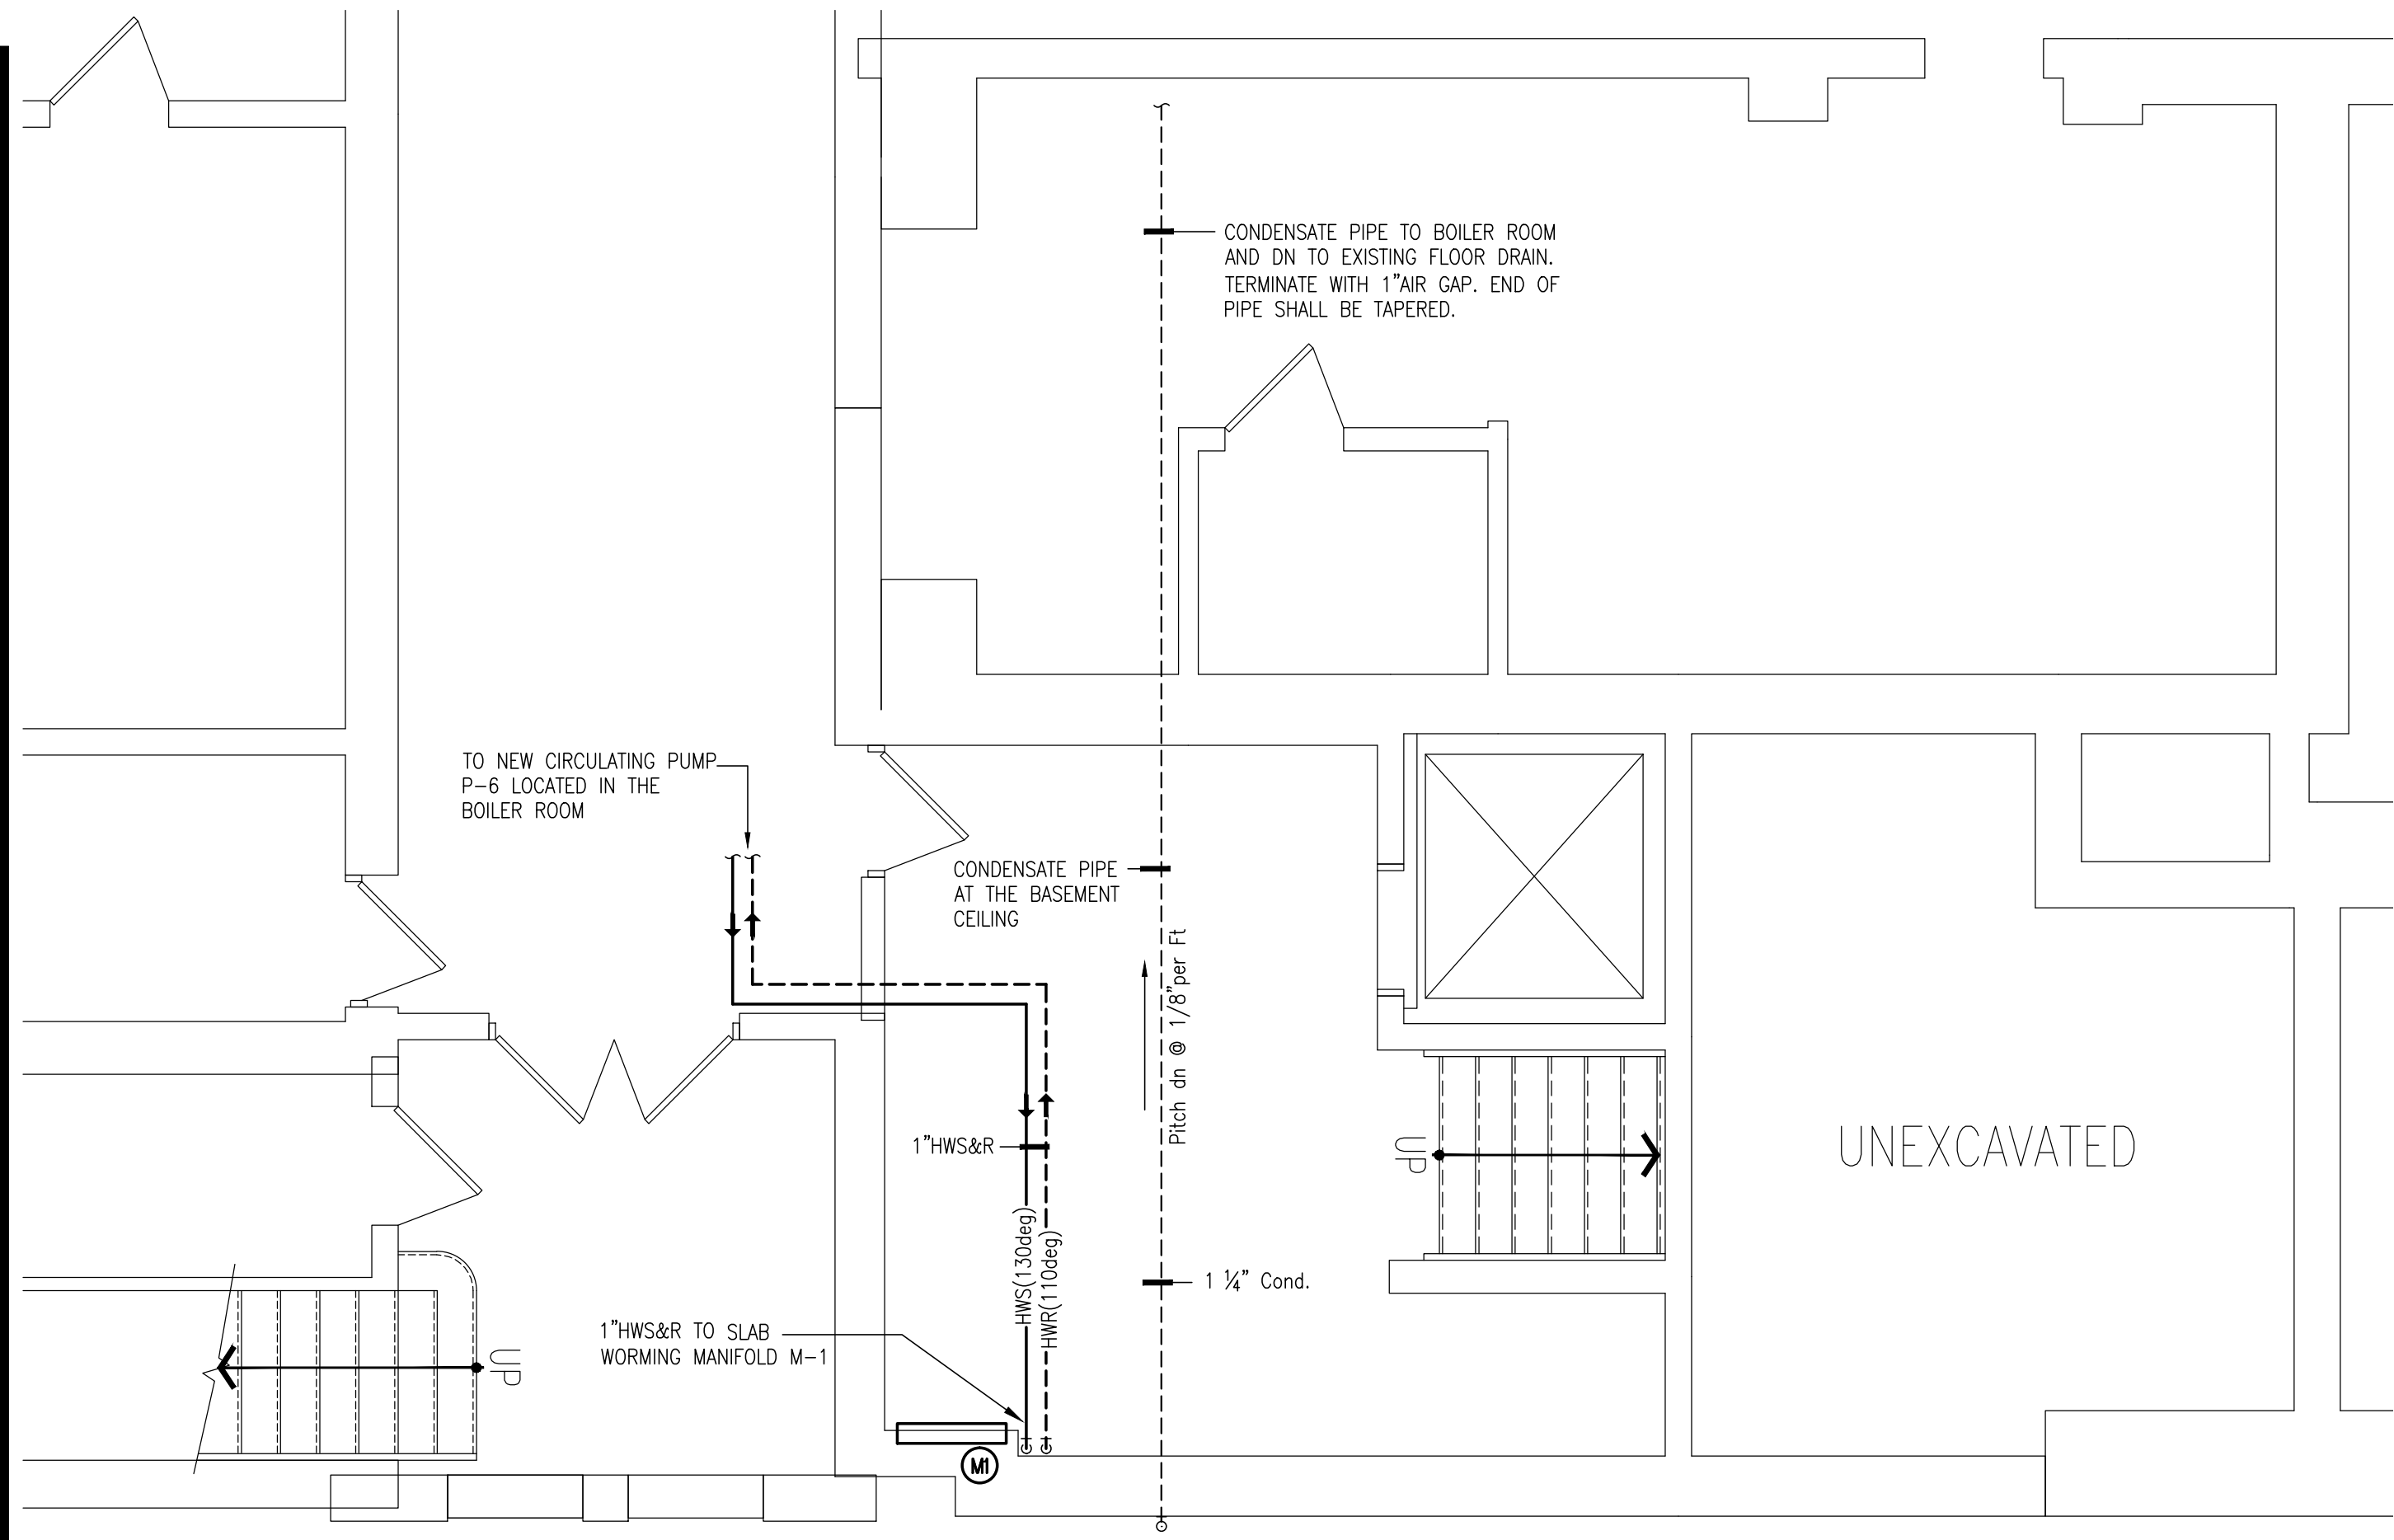 CONDENSATE PIPE TO BOILER ROOM
AND DN TO EXISTING FLOOR DRAIN.
TERMINATE WITH 1"AIR GAP. END OF
PIPE SHALL BE TAPERED.
TO NEW CIRCULATING PUMP
P-6 LOCATED IN THE
BOILER ROOM
CONDENSATE PIPE
AT THE BASEMENT
CEILING
Pitch dn @ 1/8"per Ft
1"HWS&R
UP
UNEXCAVATED
HWS(130deg)
HWR(110deg)
1 ¼" Cond.
1"HWS&R TO SLAB
WORMING MANIFOLD M-1
UP
M1